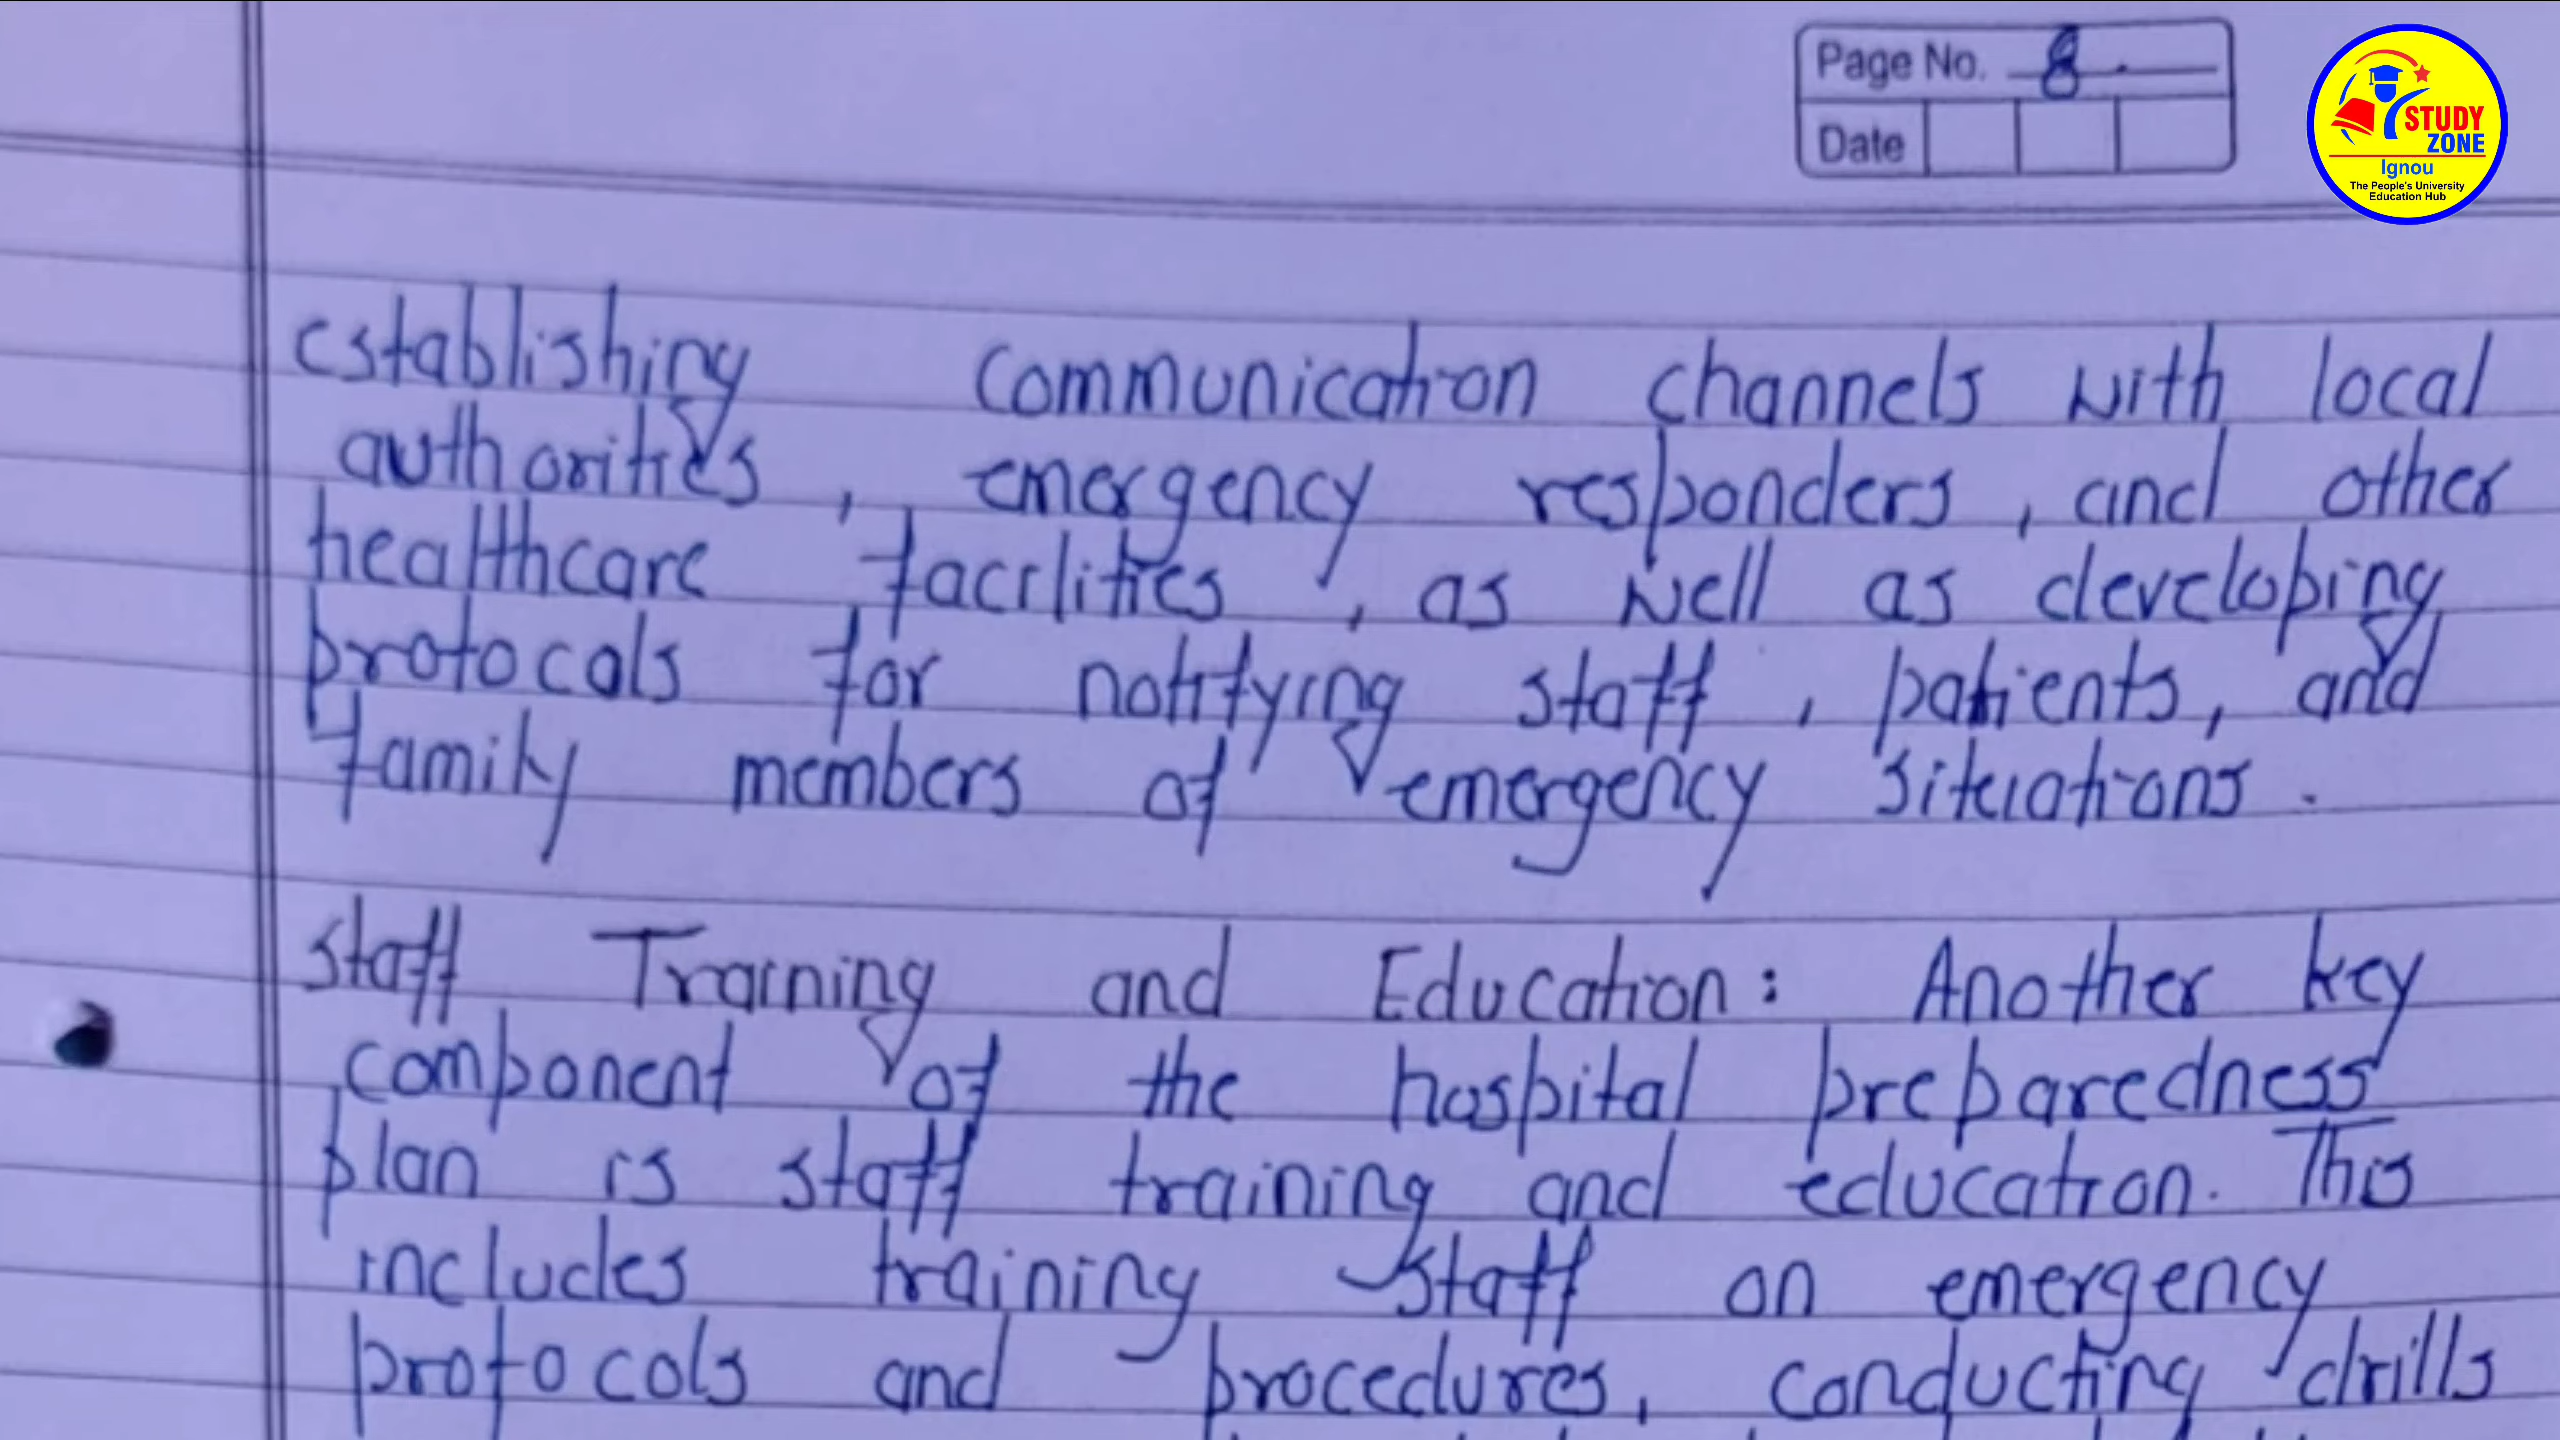 Page No. 8.
Date
STUDY
ZONE
Ignou
The People's University
Education Hub
establishing communication channels with local
authorities, emergency responders, and other
healthcare facilities, as well as developing
protocols for notifying staff, patients, and
family members of emergency situations.
Staff Training and Education: Another key
component of the hospital preparedness
plan is staff training and education. This
includes training staff on emergency
protocols and procedures, conducting drills